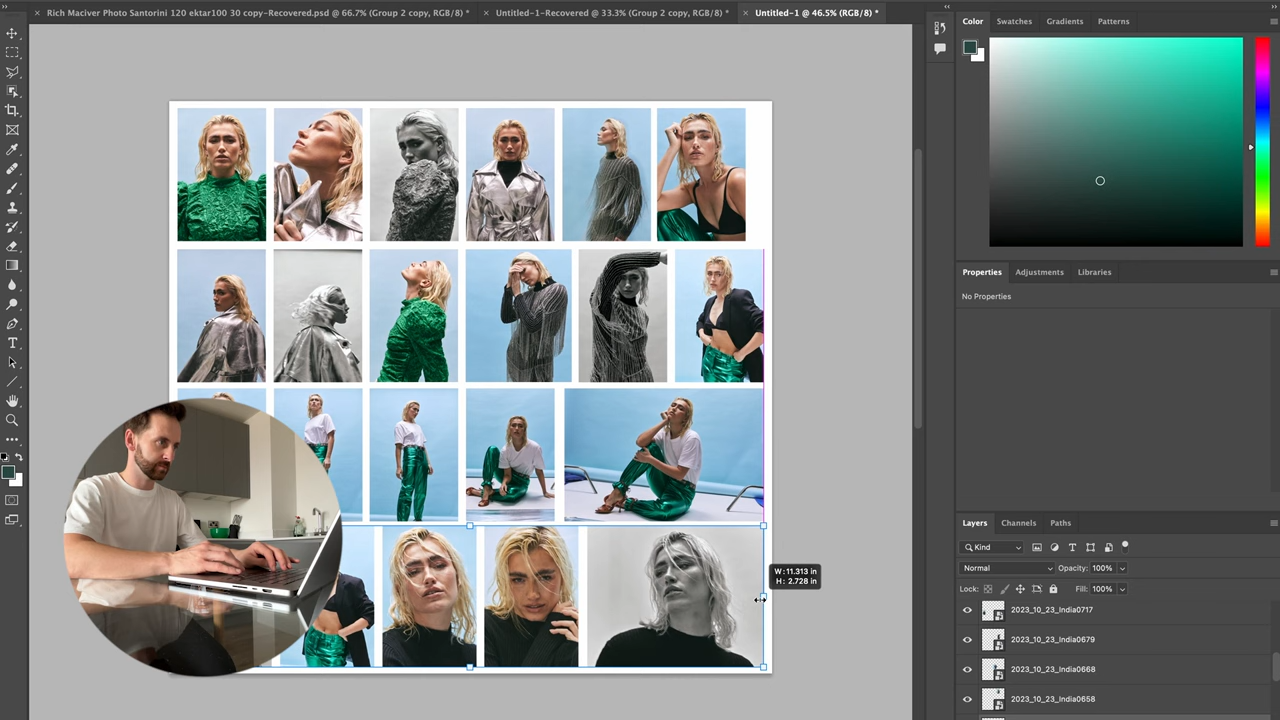 Rich Maciver Photo Santorini 120 ektar100 30 copy-Recovered.psd @ 66.7% (Group 2 copy, RGB/8) *
Untitled-1-Recovered @ 33.3% (Group 2 copy, RGB/8) *
Untitled-1 @ 46.5% (RGB/8) *
Color
Swatches
Gradients
Patterns
Properties
Adjustments
Libraries
No Properties
W: 11.313 in
H: 2.728 in
Layers
Channels
Paths
Kind
Normal
Opacity: 100%
Lock:
Fill: 100%
2023_10_23_India0717
2023_10_23_India0679
2023_10_23_India0668
2023_10_23_India0658